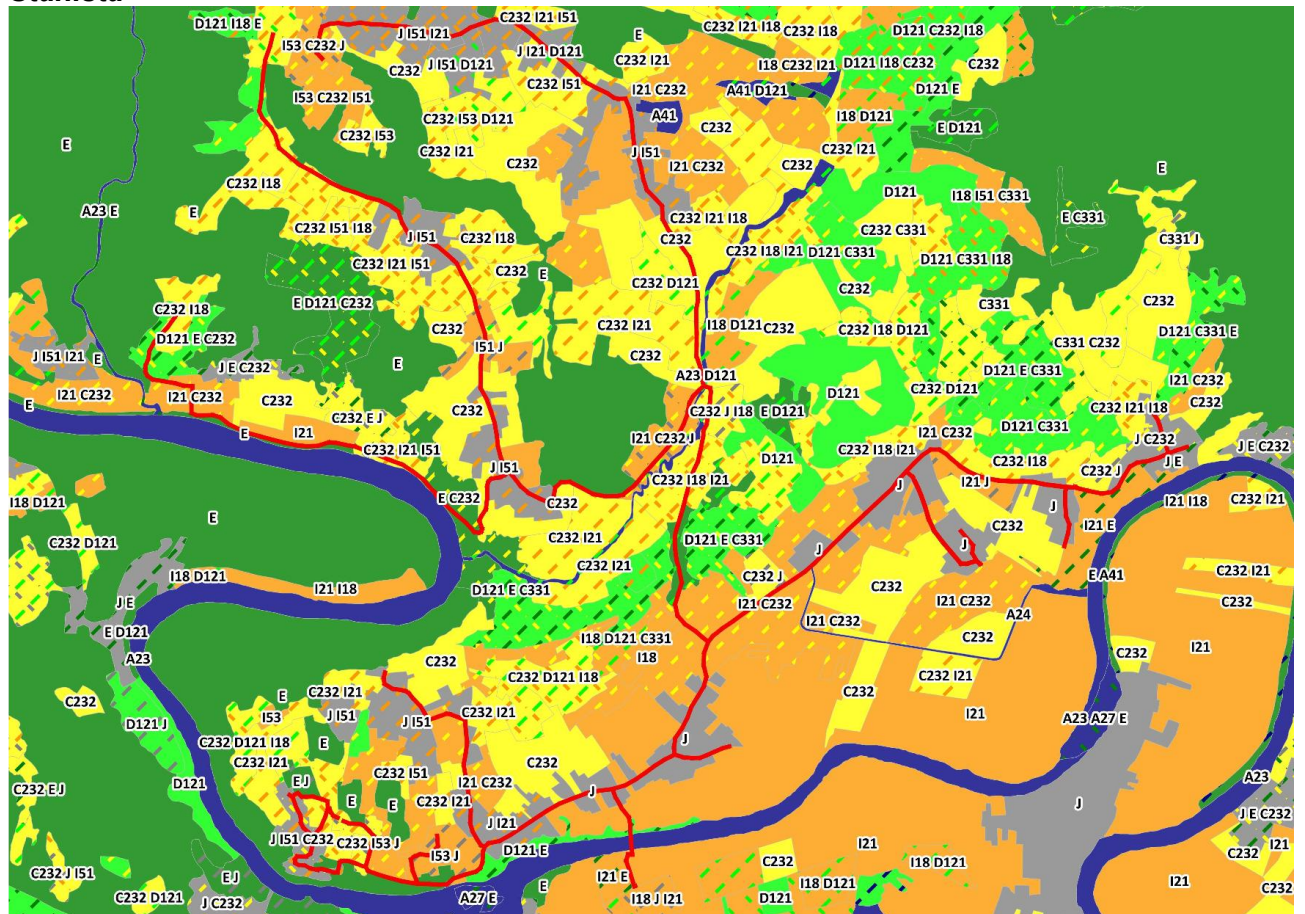 D121 I18 E
C232 I21 I51
J I51 I21
I53 C232 J
E
C232 I21 I18
C232 I18
D121 C232 I18
J I21 D121
C232 I21
J I51 D121
C232
I18 C232 I21
D121 I18 C232
C232
C232 I51
I21 C232
A41 D121
D121 E
I53 C232 I51
A41
I18 D121
C232 I53 D121
C232
E D121
C232 I53
E
C232 I21
J I51
C232 I21
C232
I21 C232
C232
E
C232 I18
D121
I18 I51 C331
A23 E
E
C232 I21 I18
E C331
C232 I51 I18
C232 C331
J I51
C232 I18
C232
C331 J
C232 I18 I21
D121 C331
C232 I21 I51
C232
E
D121 C331 I18
C232 D121
C232
E D121 C232
C331
C232
C232 I18
C232 I21
I18 D121
C232
C232
C232 I18 D121
D121 C331 E
D121 E C232
I51 J
C331 C232
J I51 I21
E
C232
J E C232
E
D121 E C331
A23 D121
I21 C232
C232 D121
D121
I21 C232
I21 C232
C232
C232
C232
E
C232 J I18
E D121
C232 I21 I18
C232 E J
D121 C331
E
I21
I21 C232 J
I21 C232
J C232
J E C232
C232 I21 I51
C232 I18 I21
D121
C232 I18
J E
J I51
C232 J
C232 I18 I21
I21 J
J
E C232
C232
I21 I18
C232 I21
I18 D121
J
E
C232
I21 E
C232 I21
D121 E C331
C232 D121
J
J
C232 I21
C232 I21
I18 D121
C232 J
E A41
I21 I18
D121 E C331
C232
J E
I21 C232
I21 C232
C232
A24
I21 C232
E D121
I18 D121 C331
C232
I21
A23
C232
I18
C232
C232 D121 I18
C232 I21
E
C232 I21
C232
C232
I53
J I51
J I51
C232 I21
I21
A23 A27 E
D121 J
C232 D121 I18
E
J
C232 I21
C232
C232 I51
D121
E J
I21 C232
A23
C232 E J
J
E
E
C232 I21
J
J E C232
J I21
J I51 C232
C232 I53 J
I21
I21
D121 E
I53 J
C232
C232
I18 D121
C232 J I51
E J
I21 E
I18 D121
I21
E
C232 D121
J C232
A27 E
I18 J I21
D121
C232